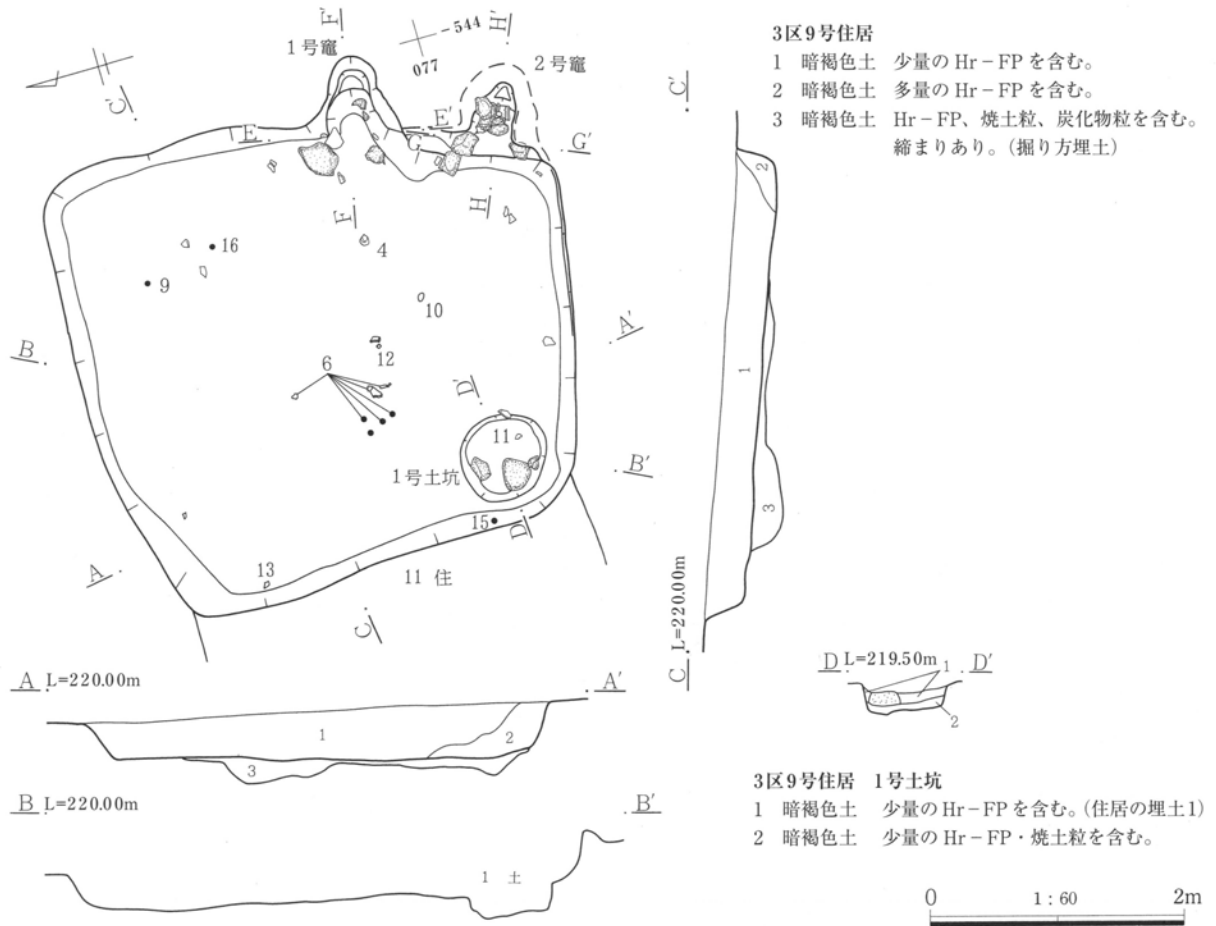 3区9号住居
1 暗褐色土 少量の Hr-FP を含む。
2 暗褐色土 多量の Hr-FP を含む。
3 暗褐色土 Hr-FP、焼土粒、炭化物粒を含む。
締まりあり。(掘り方埋土)
F′
H′
-544
077
1号竈
2号竈
C′
C′
E
E′
G
G′
F
H
16
4
9
10
A′
B
12
6
D′
1
2
3
11
B′
1号土坑
15
D
A
13
11 住
C
C L=220.00m
A L=220.00m
A′
1
2
3
B L=220.00m
B′
1 土
D L=219.50m
D′
1
2
3区9号住居 1号土坑
1 暗褐色土 少量の Hr-FP を含む。(住居の埋土1)
2 暗褐色土 少量の Hr-FP・焼土粒を含む。
0 1:60 2m